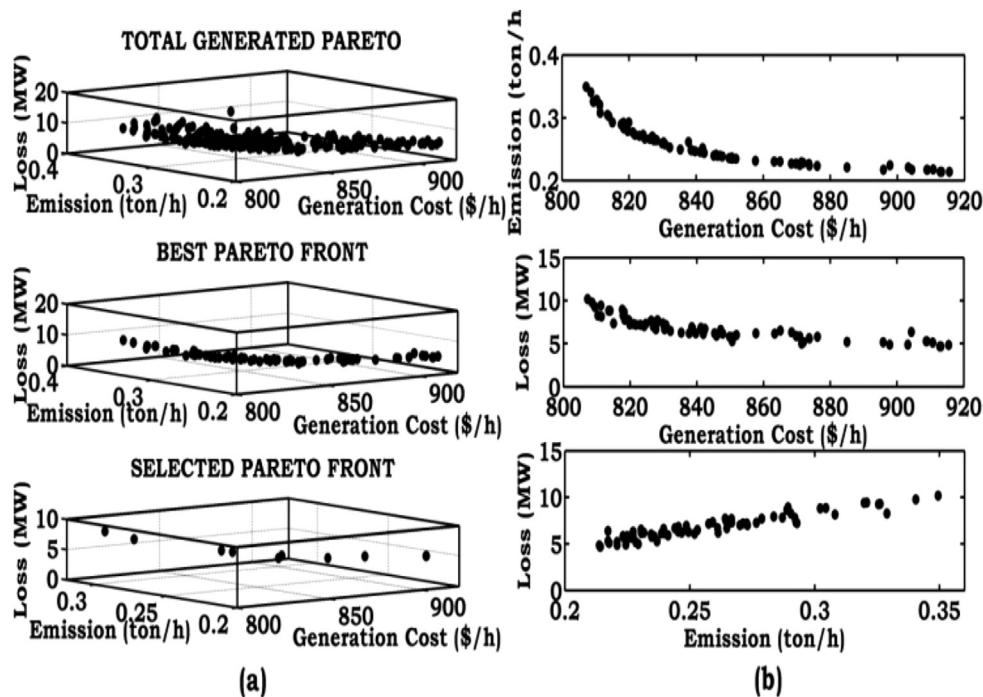 TOTAL GENERATED PARETO
Loss (MW)
20
10
0
0.4
0.3
0.2
Emission (ton/h)
800
850
900
Generation Cost ($/h)
BEST PARETO FRONT
Loss (MW)
20
10
0
0.4
0.3
0.2
Emission (ton/h)
800
850
900
Generation Cost ($/h)
SELECTED PARETO FRONT
Loss (MW)
10
5
0
0.3
0.25
0.2
Emission (ton/h)
800
850
900
Generation Cost ($/h)
(a)
Emission (ton/h)
0.4
0.3
0.2
800 820 840 860 880 900 920
Generation Cost ($/h)
Loss (MW)
15
10
5
0
800 820 840 860 880 900 920
Generation Cost ($/h)
Loss (MW)
15
10
5
0
0.2 0.25 0.3 0.35
Emission (ton/h)
(b)